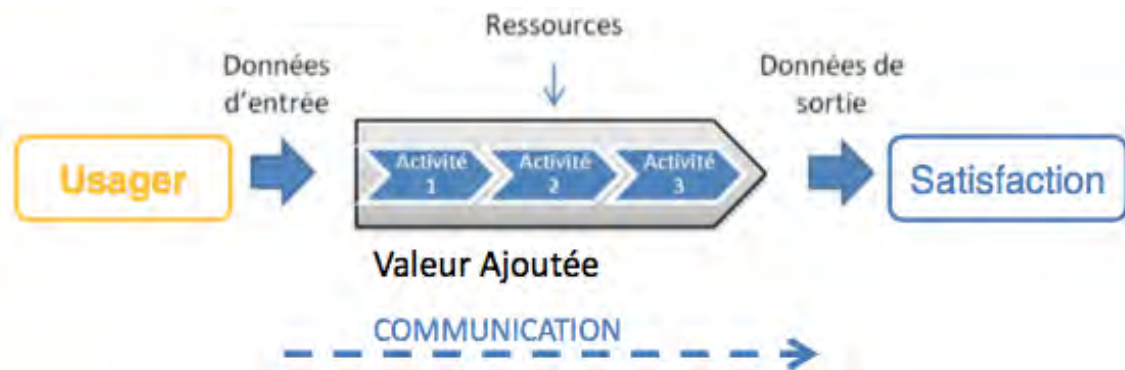 Ressources
Données
d'entrée
Données de
sortie
Usager
Activité
1
Activité
2
Activité
3
Satisfaction
Valeur Ajoutée
COMMUNICATION